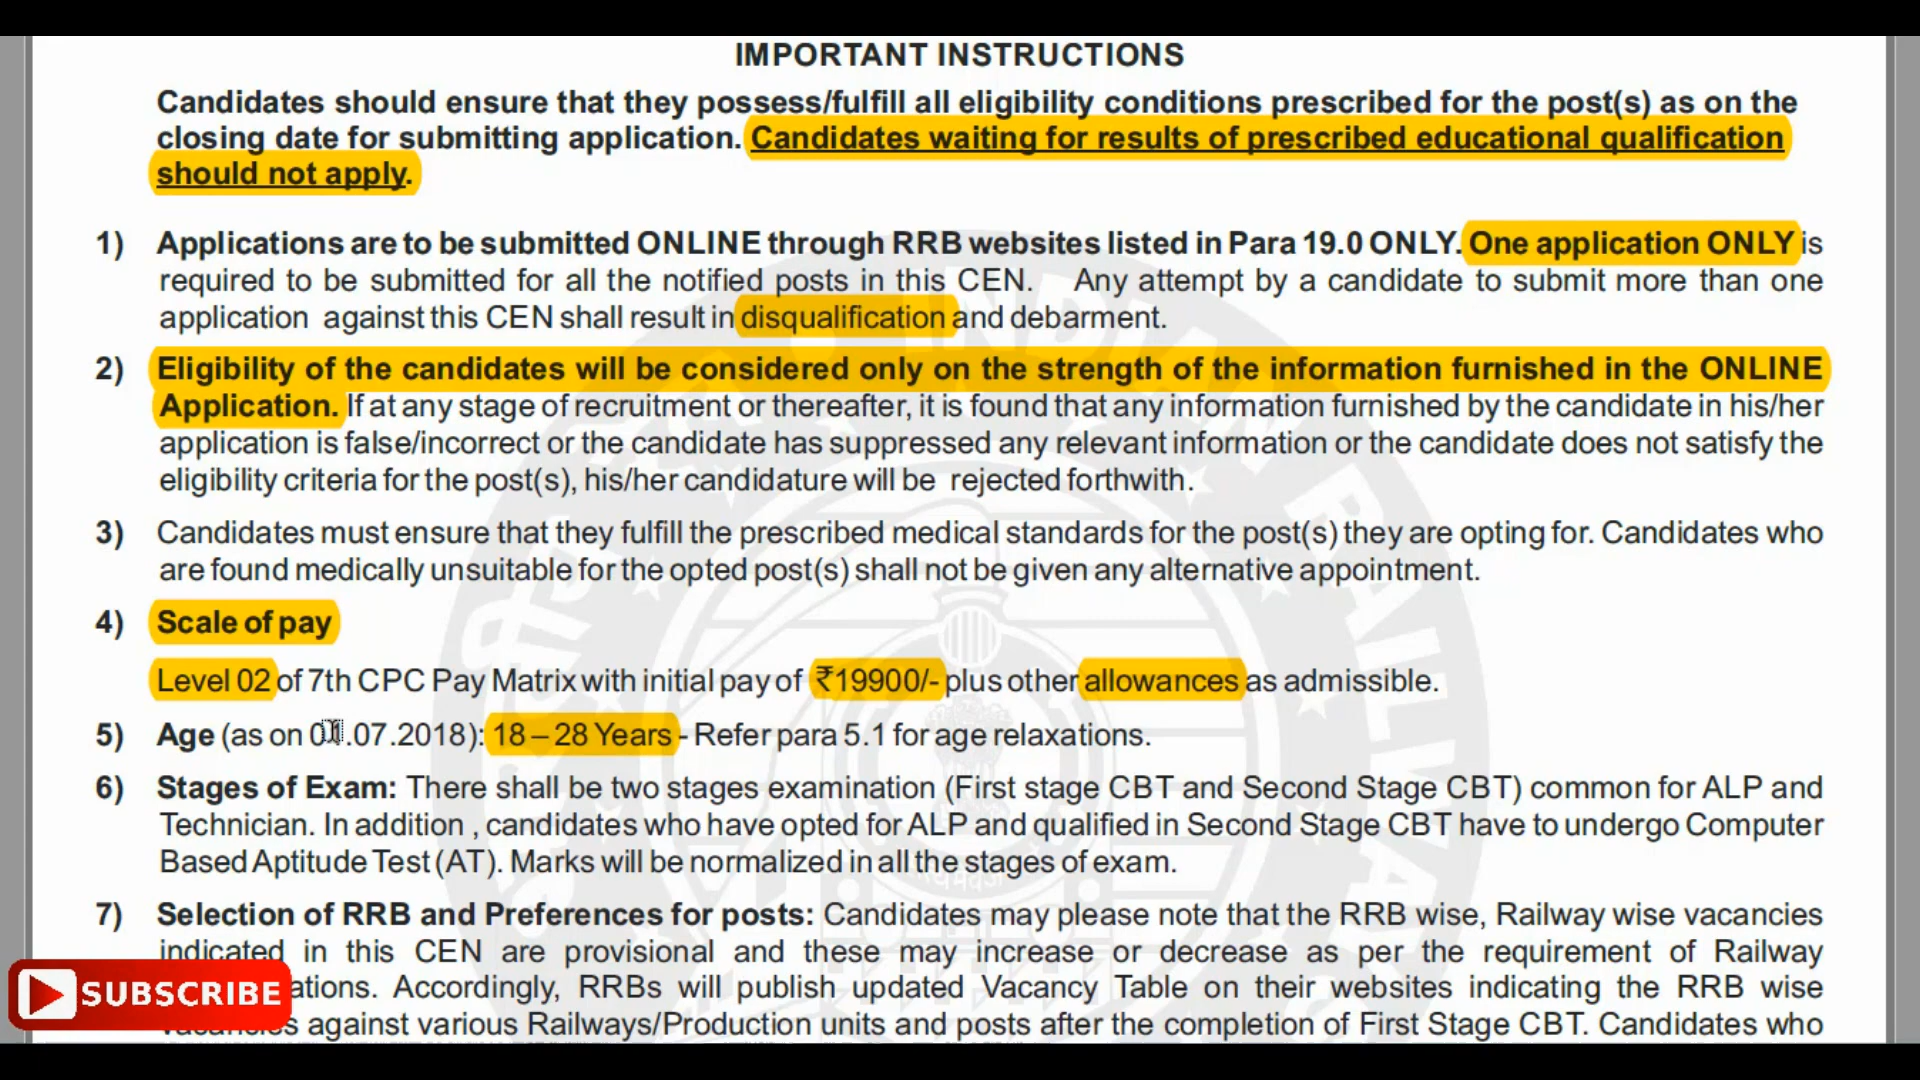 IMPORTANT INSTRUCTIONS
Candidates should ensure that they possess/fulfill all eligibility conditions prescribed for the post(s) as on the
closing date for submitting application. Candidates waiting for results of prescribed educational qualification
should not apply.
1) Applications are to be submitted ONLINE through RRB websites listed in Para 19.0 ONLY. One application ONLY is
required to be submitted for all the notified posts in this CEN. Any attempt by a candidate to submit more than one
application against this CEN shall result in disqualification and debarment.
2) Eligibility of the candidates will be considered only on the strength of the information furnished in the ONLINE
Application. If at any stage of recruitment or thereafter, it is found that any information furnished by the candidate in his/her
application is false/incorrect or the candidate has suppressed any relevant information or the candidate does not satisfy the
eligibility criteria for the post(s), his/her candidature will be rejected forthwith.
3) Candidates must ensure that they fulfill the prescribed medical standards for the post(s) they are opting for. Candidates who
are found medically unsuitable for the opted post(s) shall not be given any alternative appointment.
4) Scale of pay
Level 02 of 7th CPC Pay Matrix with initial pay of ₹19900/- plus other allowances as admissible.
5) Age (as on 01.07.2018): 18 – 28 Years - Refer para 5.1 for age relaxations.
6) Stages of Exam: There shall be two stages examination (First stage CBT and Second Stage CBT) common for ALP and
Technician. In addition , candidates who have opted for ALP and qualified in Second Stage CBT have to undergo Computer
Based Aptitude Test (AT). Marks will be normalized in all the stages of exam.
7) Selection of RRB and Preferences for posts: Candidates may please note that the RRB wise, Railway wise vacancies
indicated in this CEN are provisional and these may increase or decrease as per the requirement of Railway
ations. Accordingly, RRBs will publish updated Vacancy Table on their websites indicating the RRB wise
vacancies against various Railways/Production units and posts after the completion of First Stage CBT. Candidates who
SUBSCRIBE
INDIAN RAILWAY